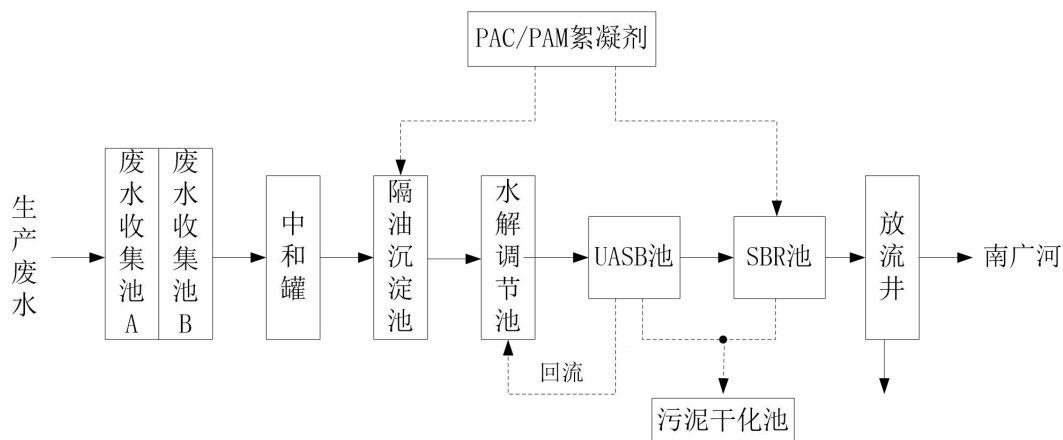 PAC/PAM絮凝剂
生产废水
废水收集池A
废水收集池B
中和罐
隔油沉淀池
水解调节池
UASB池
SBR池
放流井
南广河
回流
污泥干化池